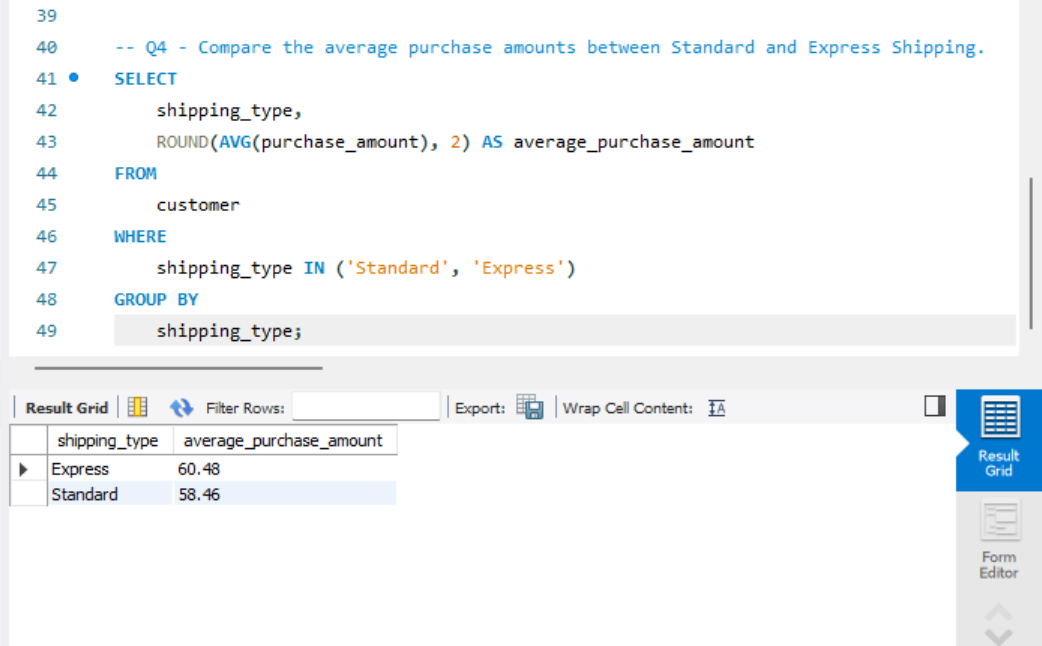 39
40 -- Q4 - Compare the average purchase amounts between Standard and Express Shipping.
41 SELECT
42 shipping_type,
43 ROUND(AVG(purchase_amount), 2) AS average_purchase_amount
44 FROM
45 customer
46 WHERE
47 shipping_type IN ('Standard', 'Express')
48 GROUP BY
49 shipping_type;
Result Grid Filter Rows: Export: Wrap Cell Content: IA
shipping_type average_purchase_amount
Express 60.48
Standard 58.46
Result
Grid
Form
Editor